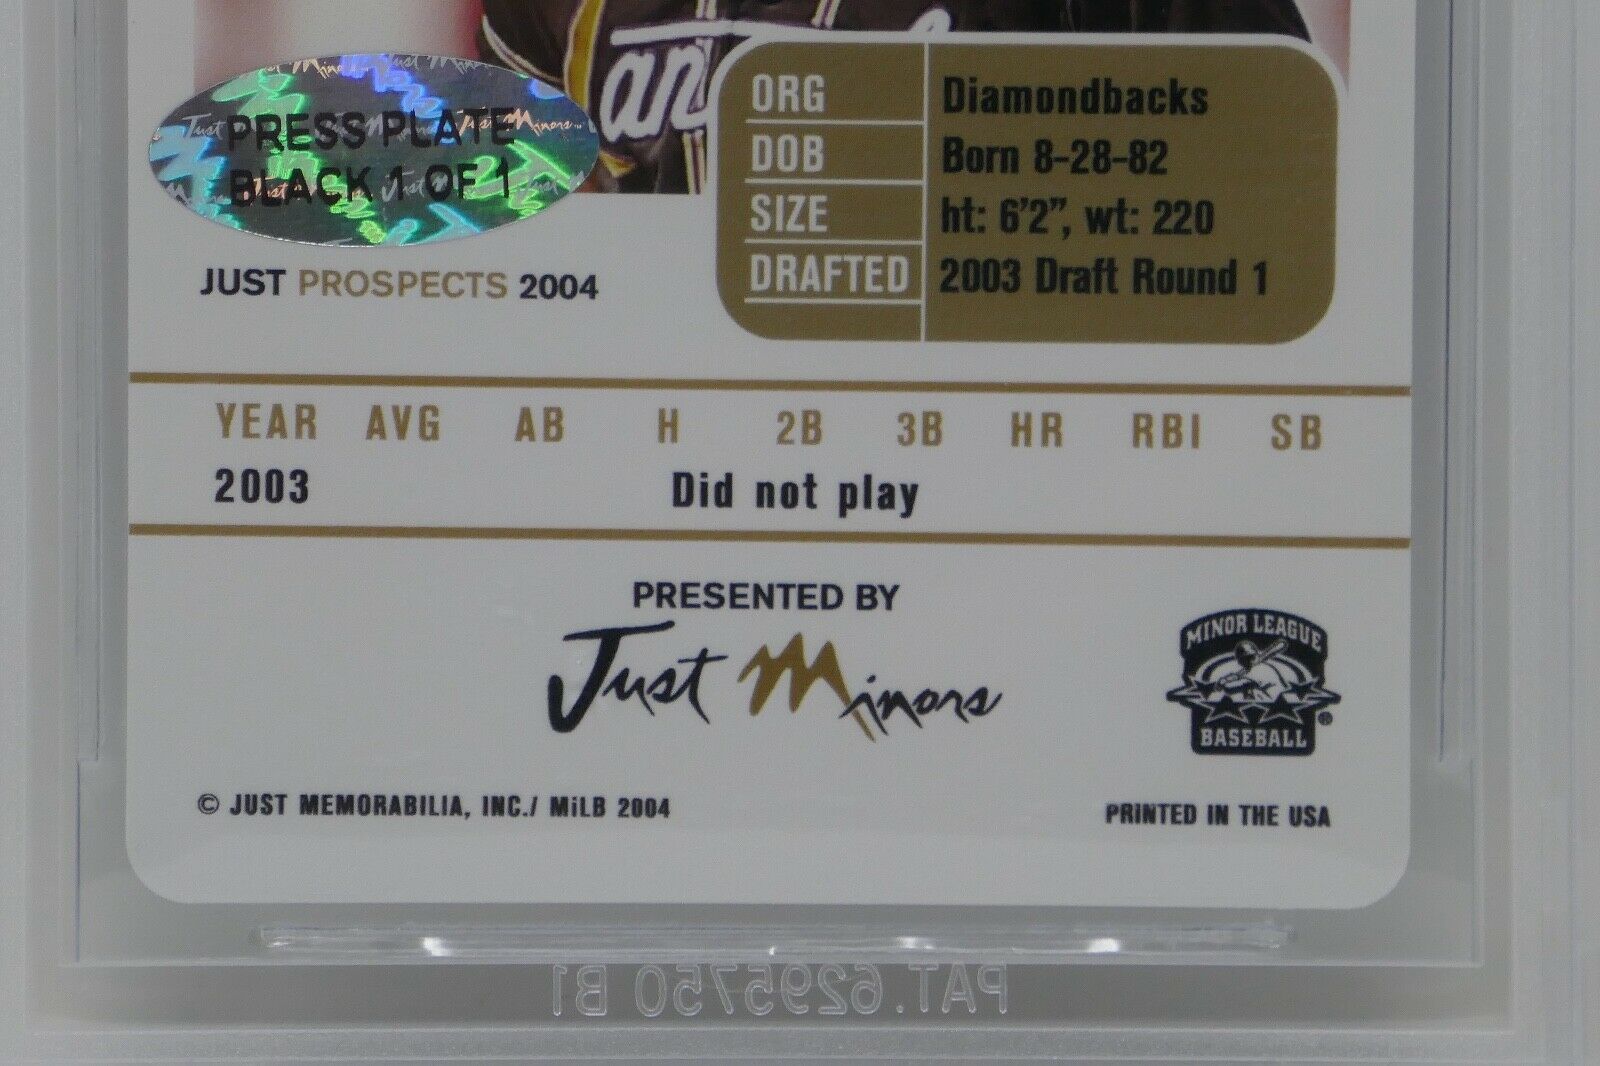 an
PRESS PLATE
BLACK 1 OF 1
ORG Diamondbacks
DOB Born 8-28-82
SIZE ht: 6'2", wt: 220
DRAFTED 2003 Draft Round 1
JUST PROSPECTS 2004
YEAR AVG AB H 2B 3B HR RBI SB
2003 Did not play
PRESENTED BY
Just Minors
MINOR LEAGUE
BASEBALL
®
© JUST MEMORABILIA, INC./ MiLB 2004
PRINTED IN THE USA
PAT.6295750 B1